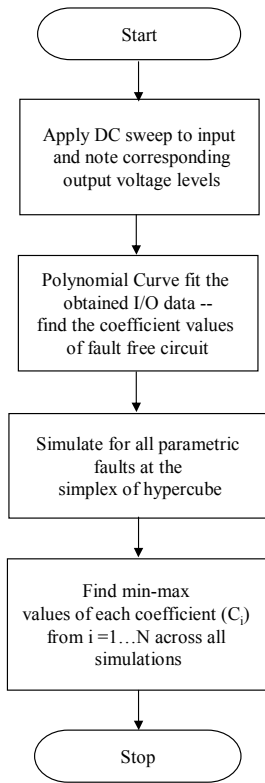 Start
Apply DC sweep to input
and note corresponding
output voltage levels
Polynomial Curve fit the
obtained I/O data --
find the coefficient values
of fault free circuit
Simulate for all parametric
faults at the
simplex of hypercube
Find min-max
values of each coefficient (Cᵢ)
from i =1…N across all
simulations
Stop